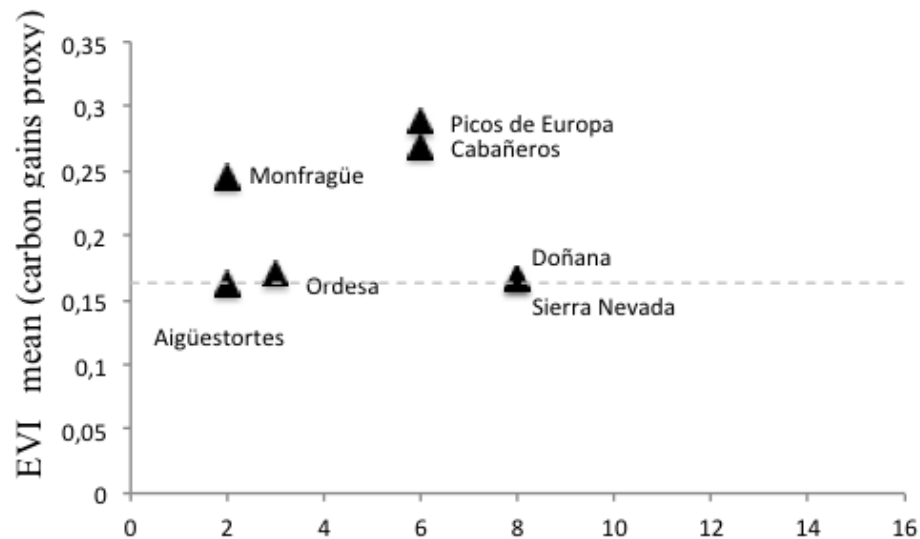 EVI mean (carbon gains proxy)
0,35
0,3
0,25
0,2
0,15
0,1
0,05
0
Picos de Europa
Cabañeros
Monfragüe
Doñana
Ordesa
Sierra Nevada
Aigüestortes
0 2 4 6 8 10 12 14 16